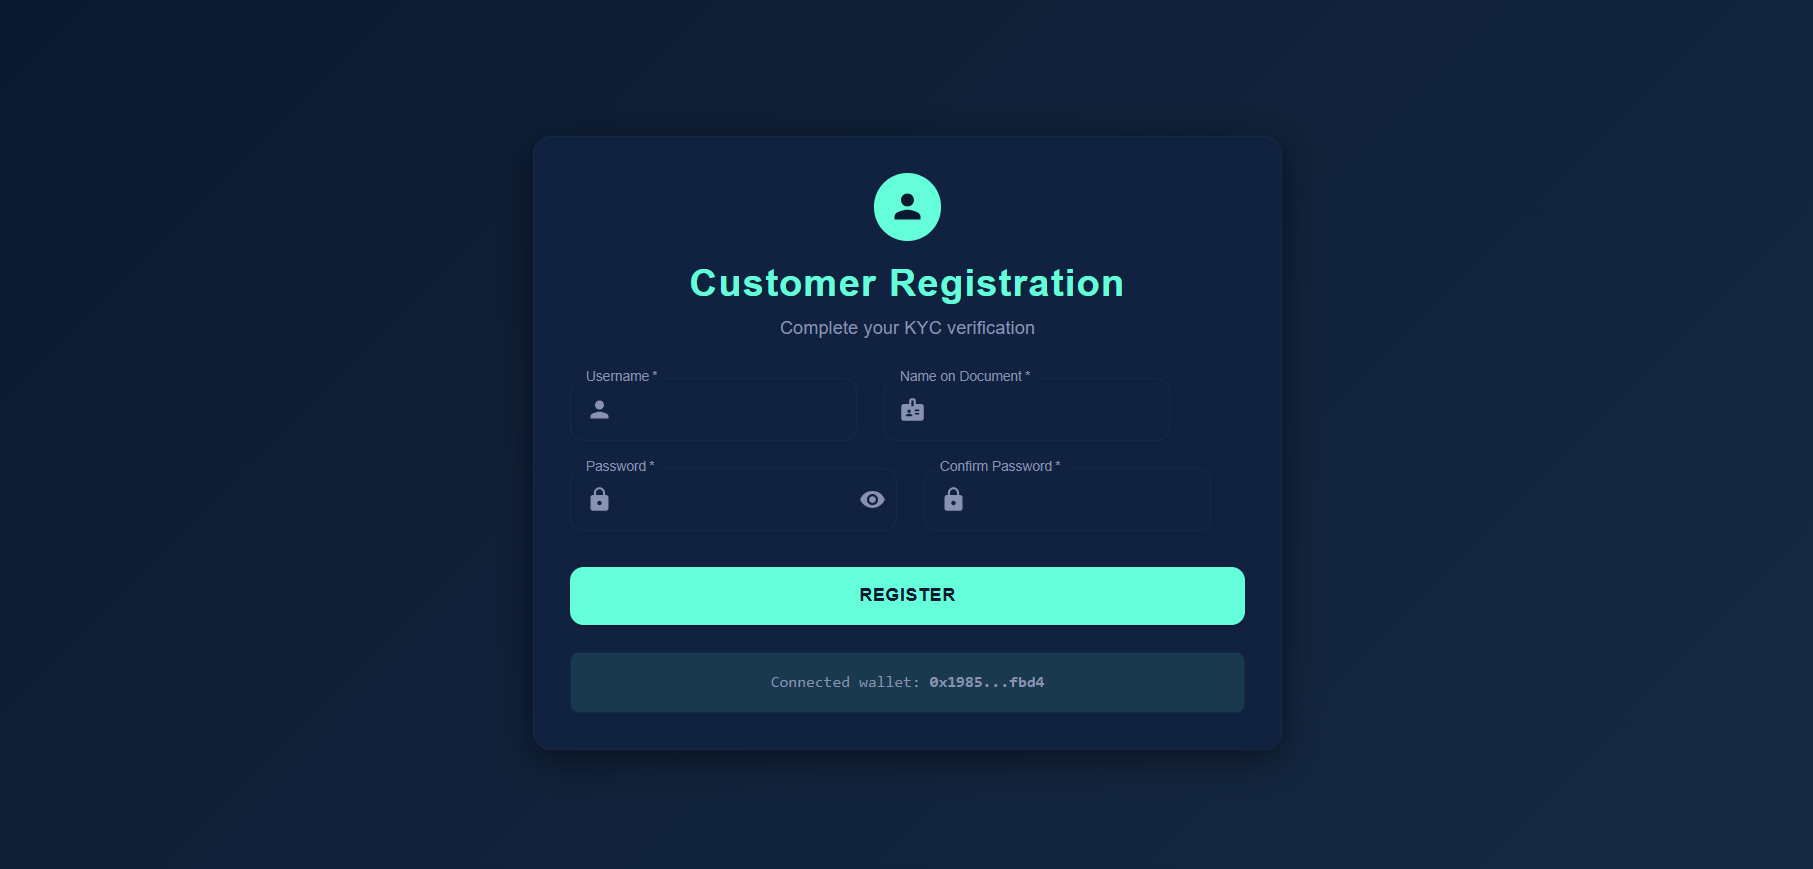 Customer Registration
Complete your KYC verification
Username *
Name on Document *
Password *
Confirm Password *
REGISTER
Connected wallet: 0x1985...fbd4